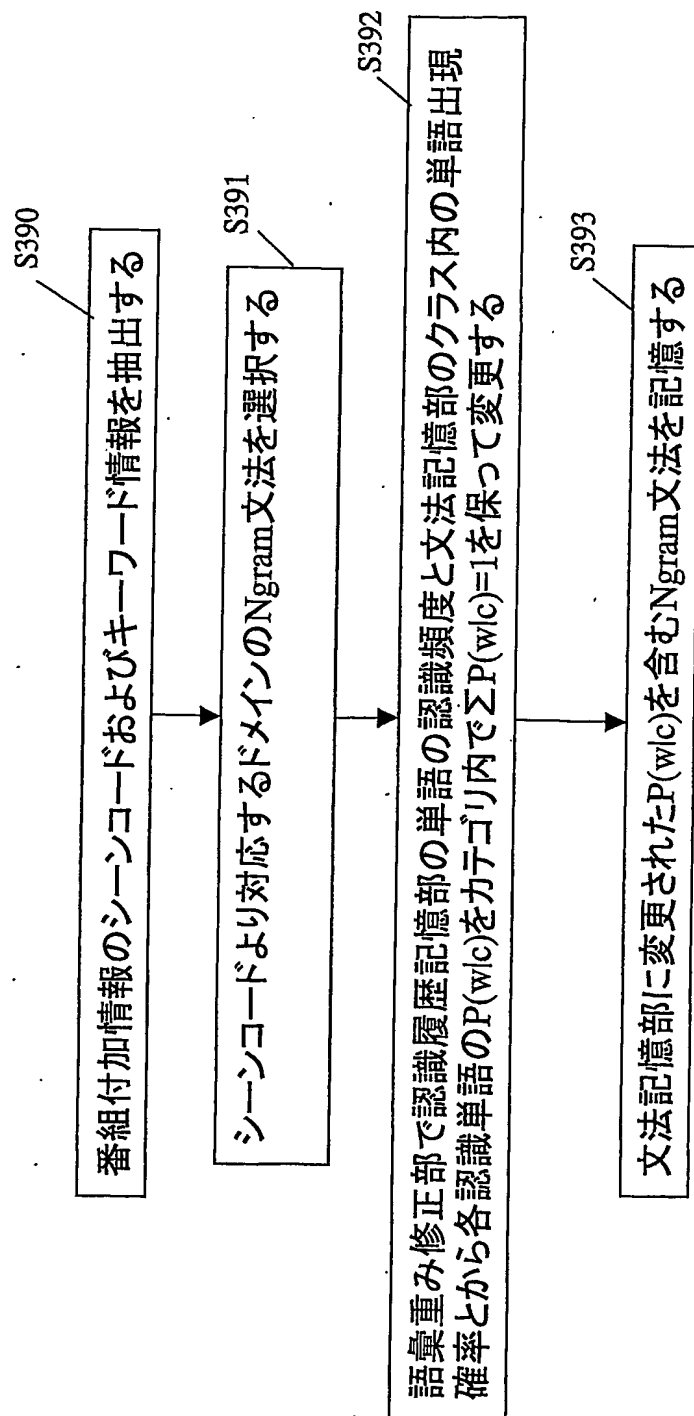 S390
番組付加情報のシーンコードおよびキーワード情報を抽出する
S391
シーンコードより対応するドメインのNgram文法を選択する
S392
語彙重み修正部で認識履歴記憶部の単語の認識頻度と文法記憶部のクラス内の単語出現
確率とから各認識単語のP(w|c)をカテゴリ内で∑P(w|c)=1を保って変更する
S393
文法記憶部に変更されたP(w|c)を含むNgram文法を記憶する